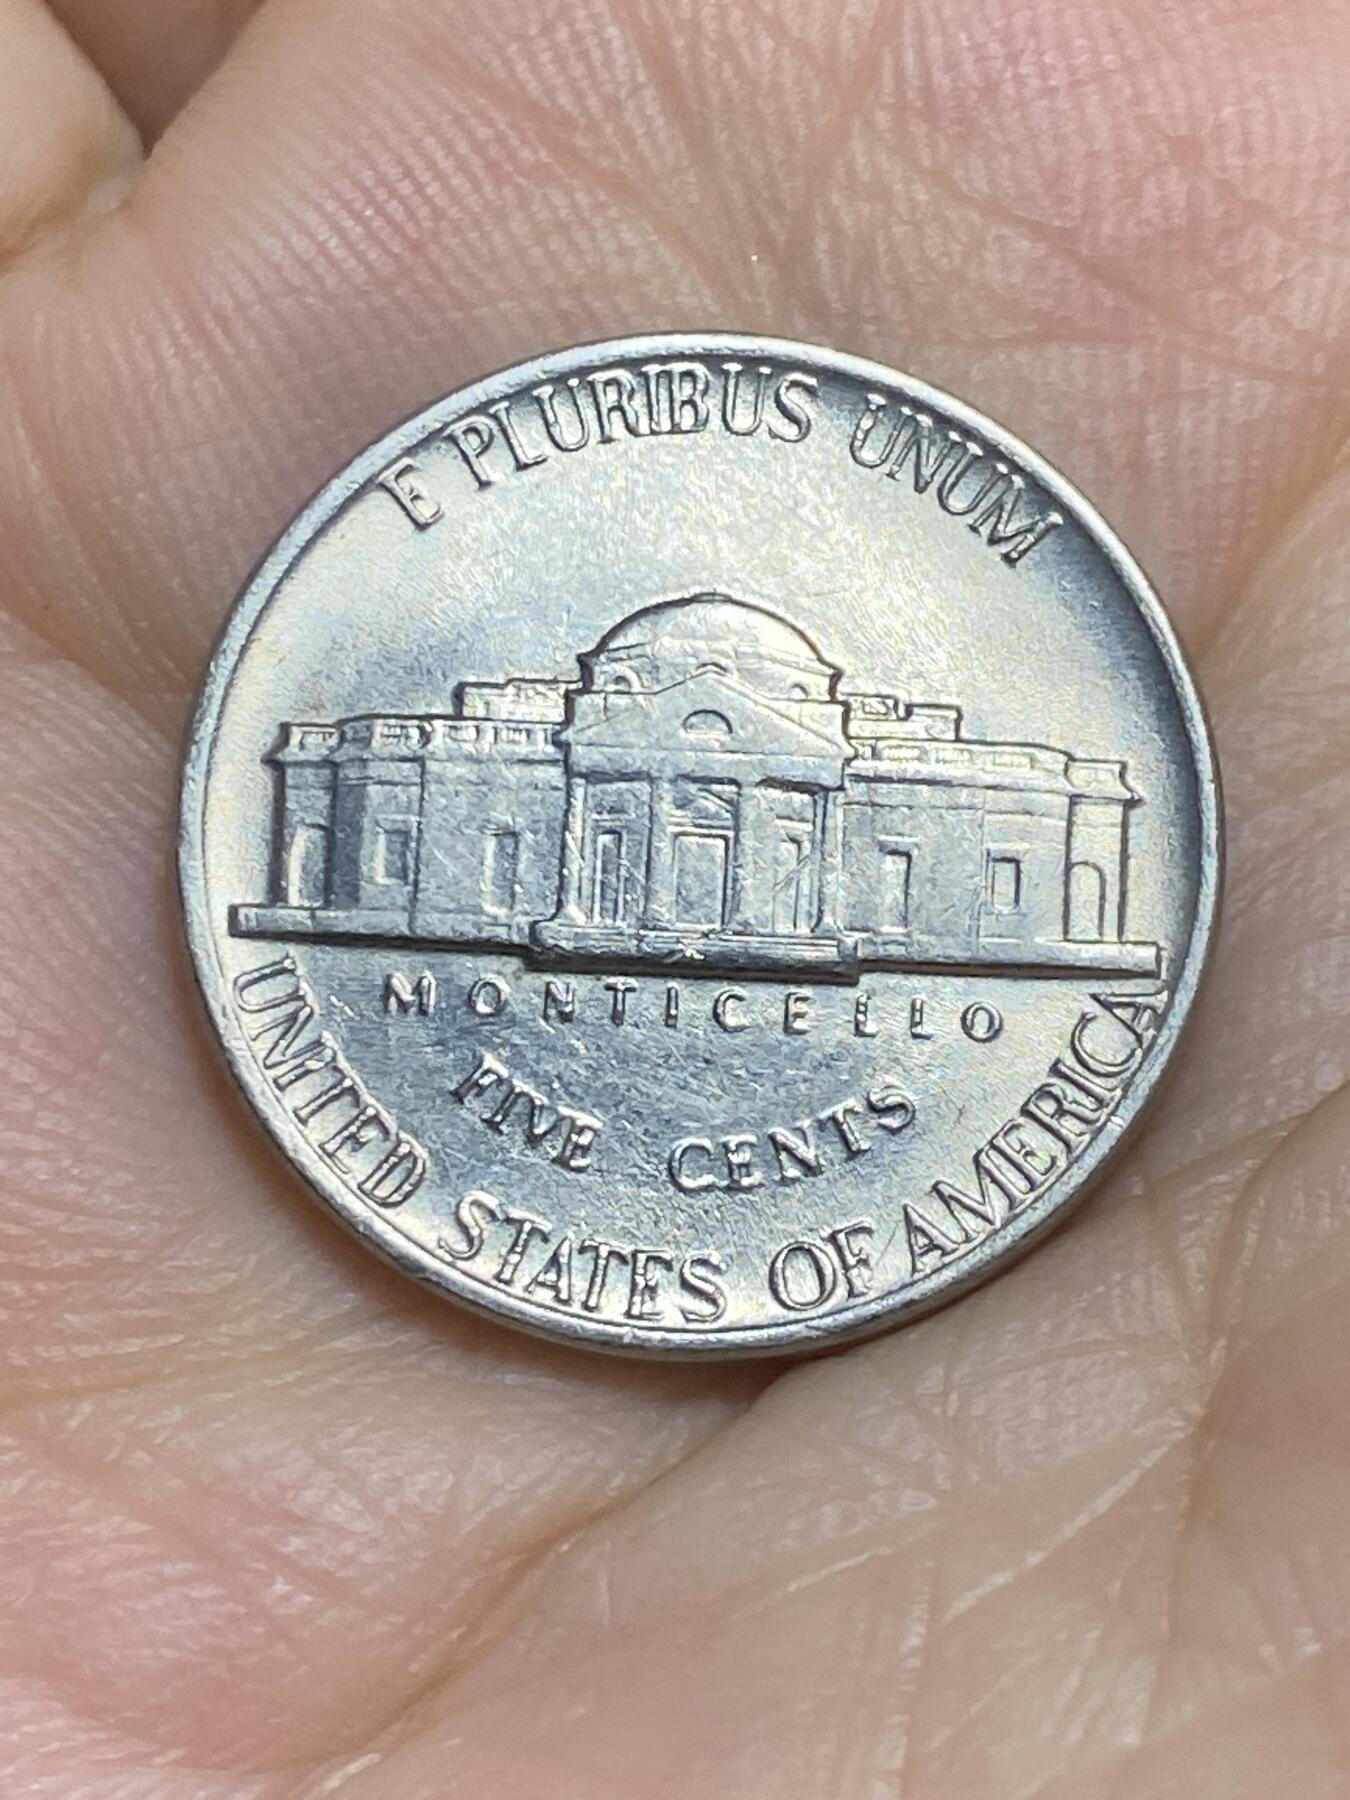 E PLURIBUS UNUM
MONTICELLO
FIVE CENTS
UNITED STATES OF AMERICA